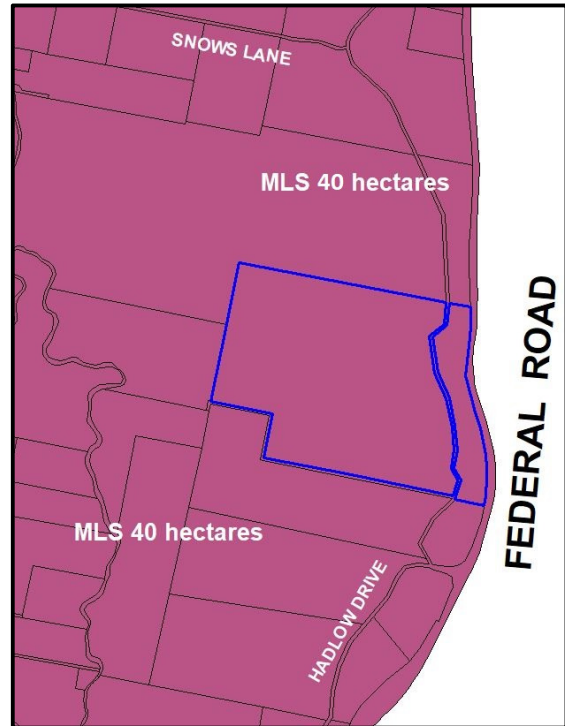 SNOWS LANE
MLS 40 hectares
FEDERAL ROAD
MLS 40 hectares
HADLOW DRIVE